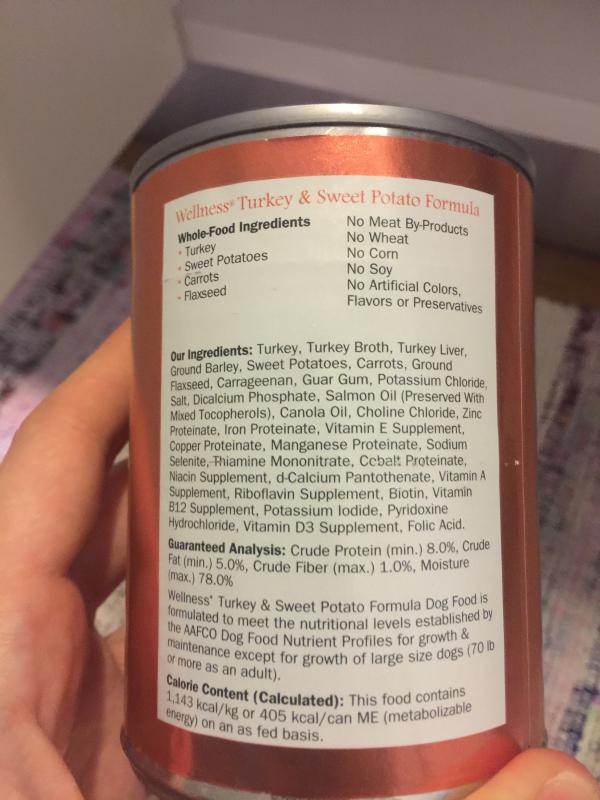 Wellness® Turkey & Sweet Potato Formula
Whole-Food Ingredients
• Turkey
• Sweet Potatoes
• Carrots
• Flaxseed
No Meat By-Products
No Wheat
No Corn
No Soy
No Artificial Colors,
Flavors or Preservatives
Our Ingredients: Turkey, Turkey Broth, Turkey Liver,
Ground Barley, Sweet Potatoes, Carrots, Ground
Flaxseed, Carrageenan, Guar Gum, Potassium Chloride,
Salt, Dicalcium Phosphate, Salmon Oil (Preserved With
Mixed Tocopherols), Canola Oil, Choline Chloride, Zinc
Proteinate, Iron Proteinate, Vitamin E Supplement,
Copper Proteinate, Manganese Proteinate, Sodium
Selenite, Thiamine Mononitrate, Cobalt Proteinate,
Niacin Supplement, d-Calcium Pantothenate, Vitamin A
Supplement, Riboflavin Supplement, Biotin, Vitamin
B12 Supplement, Potassium Iodide, Pyridoxine
Hydrochloride, Vitamin D3 Supplement, Folic Acid.
Guaranteed Analysis: Crude Protein (min.) 8.0%, Crude
Fat (min.) 5.0%, Crude Fiber (max.) 1.0%, Moisture
(max.) 78.0%
Wellness® Turkey & Sweet Potato Formula Dog Food is
formulated to meet the nutritional levels established by
the AAFCO Dog Food Nutrient Profiles for growth &
maintenance except for growth of large size dogs (70 lb
or more as an adult).
Calorie Content (Calculated): This food contains
1,143 kcal/kg or 405 kcal/can ME (metabolizable
energy) on an as fed basis.